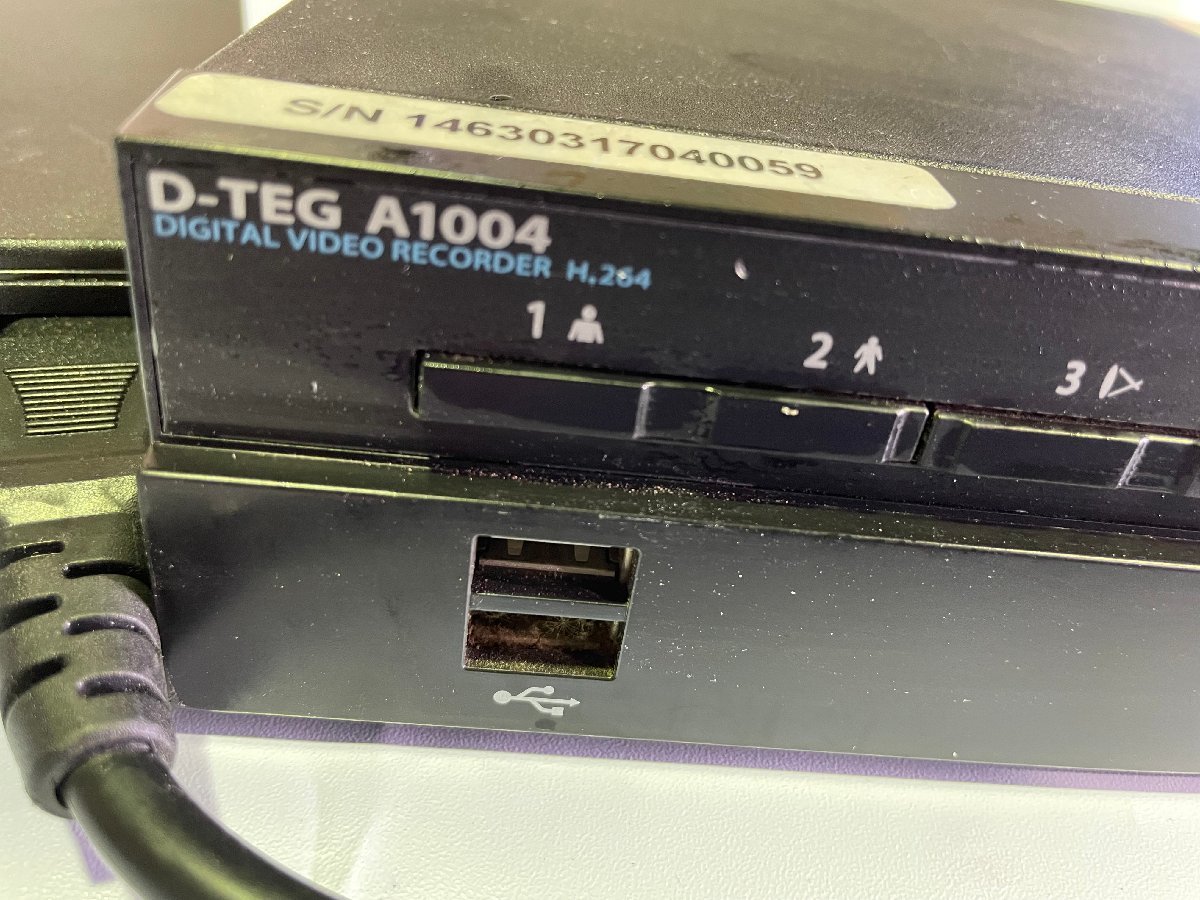 S/N 14630317040059
D-TEG A1004
DIGITAL VIDEO RECORDER H.264
1
2
3